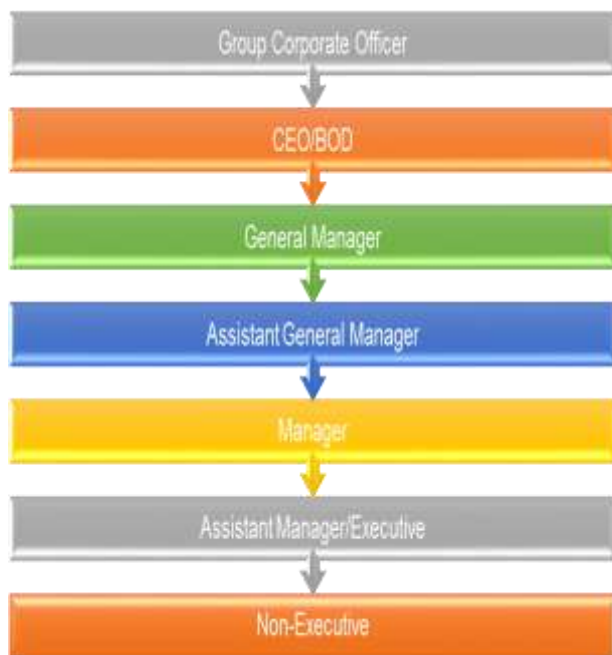 Group Corporate Officer
CEO/BOD
General Manager
Assistant General Manager
Manager
Assistant Manager/Executive
Non-Executive